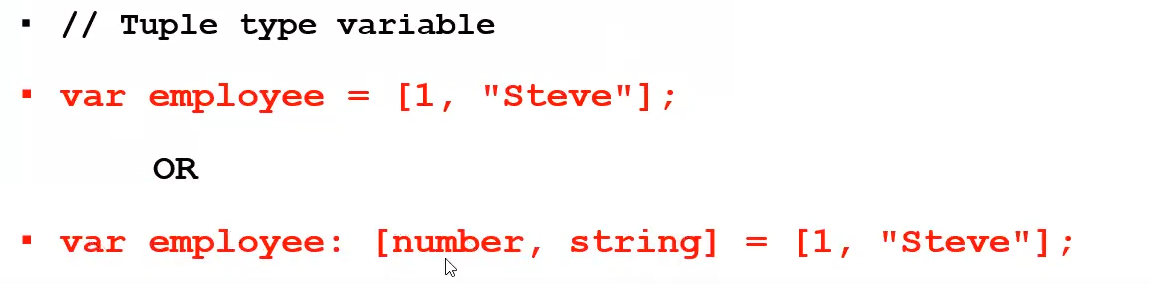 ▪ // Tuple type variable
▪ var employee = [1, "Steve"];
OR
▪ var employee: [number, string] = [1, "Steve"];